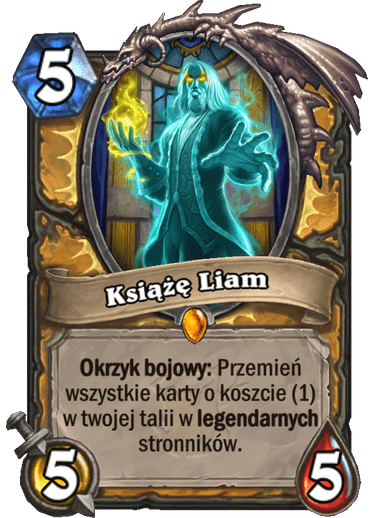 5
Książę Liam
Okrzyk bojowy: Przemień
wszystkie karty o koszcie (1)
w twojej talii w legendarnych
stronników.
5
5